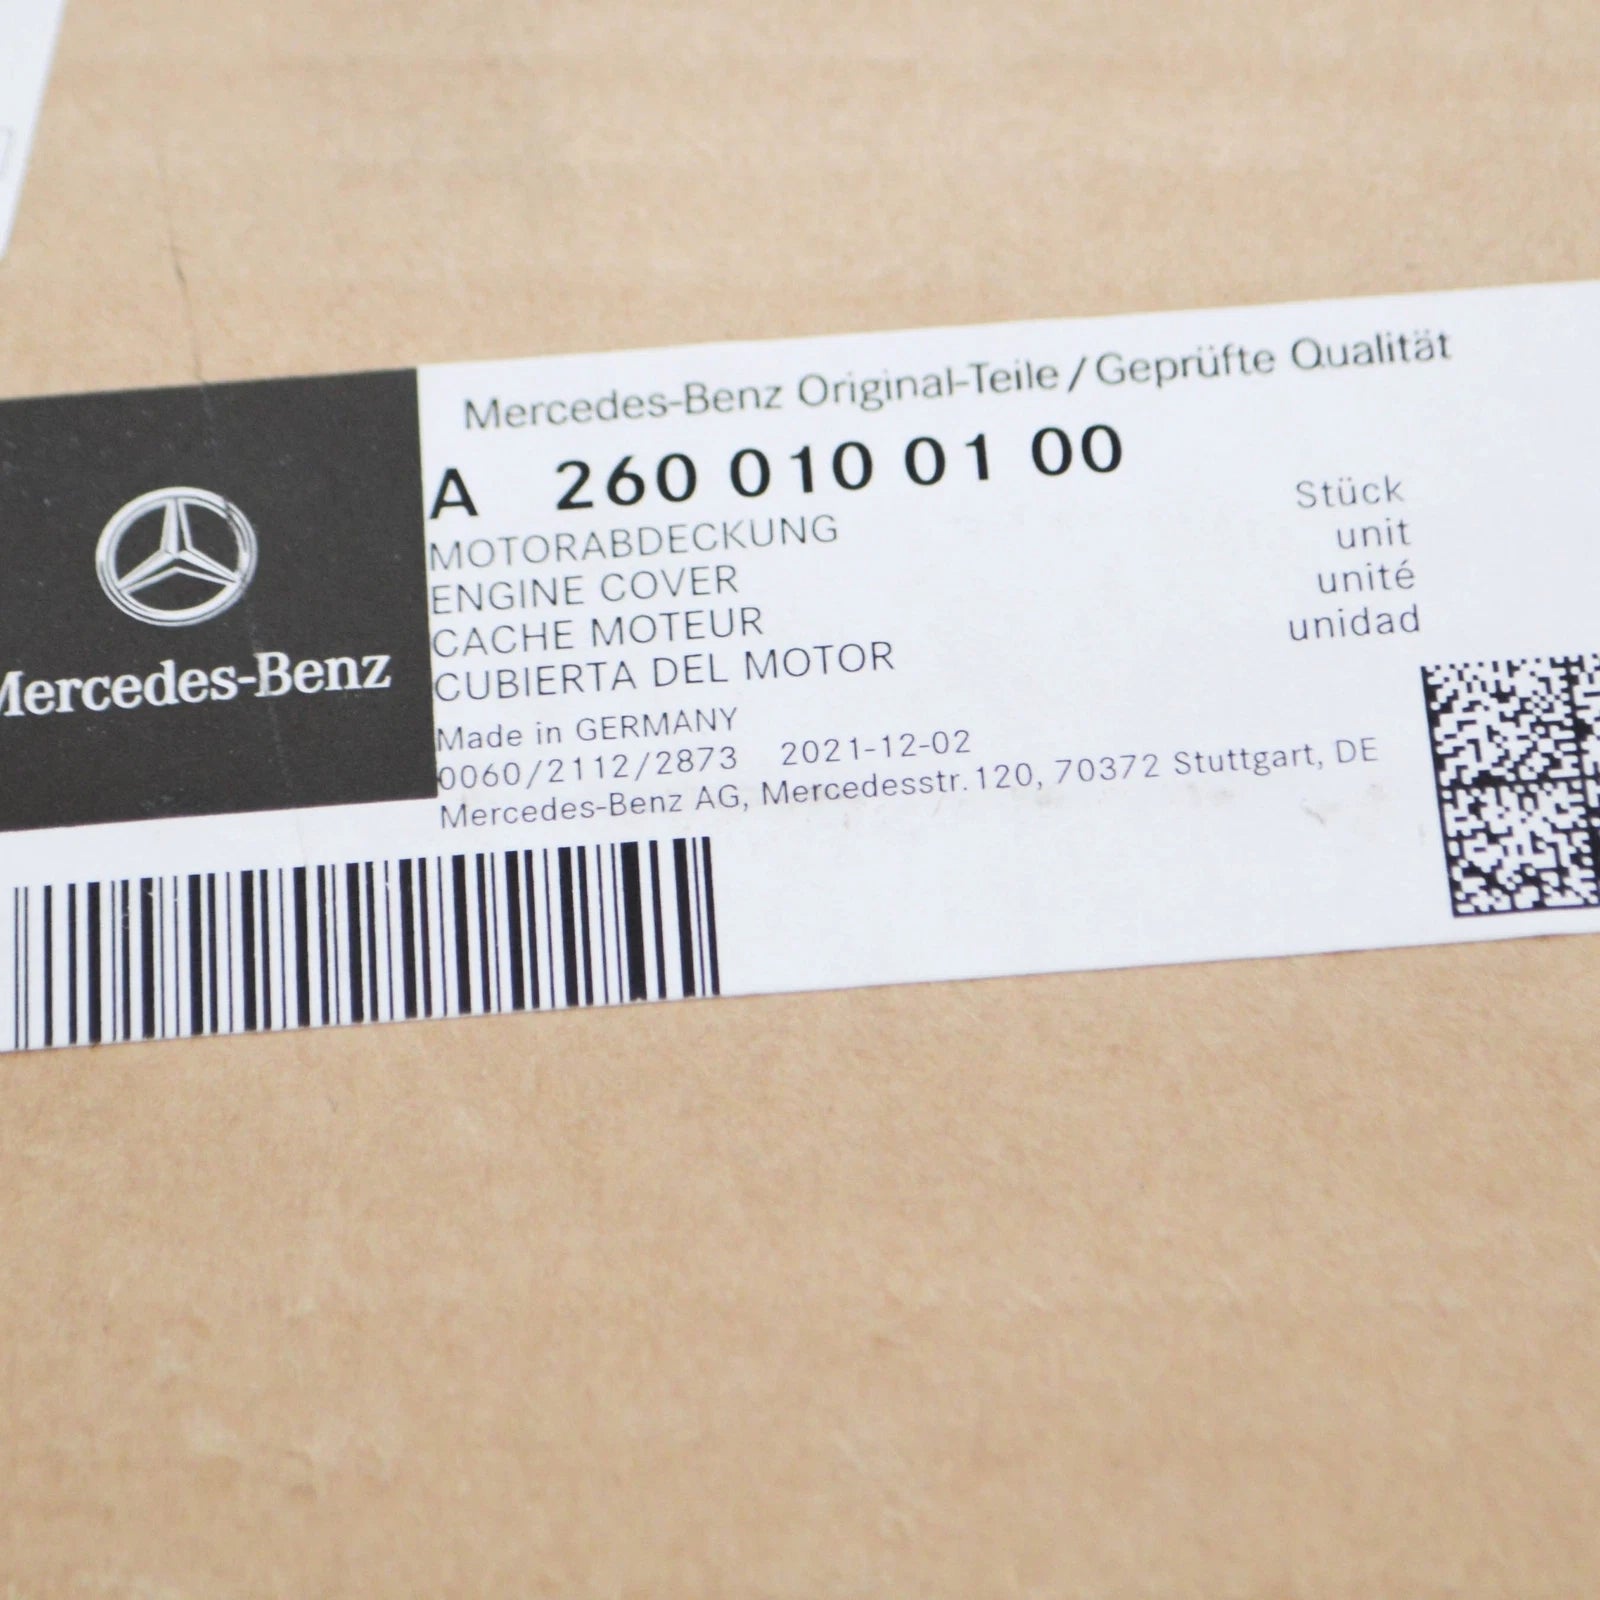 Mercedes-Benz Original-Teile / Geprüfte Qualität
A 260 010 01 00
MOTORABDECKUNG
ENGINE COVER
CACHE MOTEUR
CUBIERTA DEL MOTOR
Stück
unit
unité
unidad
Made in GERMANY
0060/2112/2873 2021-12-02
Mercedes-Benz AG, Mercedesstr. 120, 70372 Stuttgart, DE
Mercedes-Benz